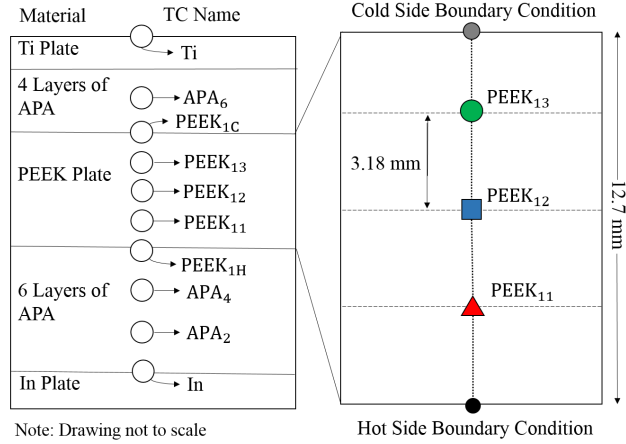 Material
TC Name
Ti Plate
Ti
4 Layers of
APA
APA6
PEEK1C
PEEK Plate
PEEK13
PEEK12
PEEK11
PEEK1H
6 Layers of
APA
APA4
APA2
In Plate
In
Note: Drawing not to scale
Cold Side Boundary Condition
PEEK13
3.18 mm
PEEK12
12.7 mm
PEEK11
Hot Side Boundary Condition